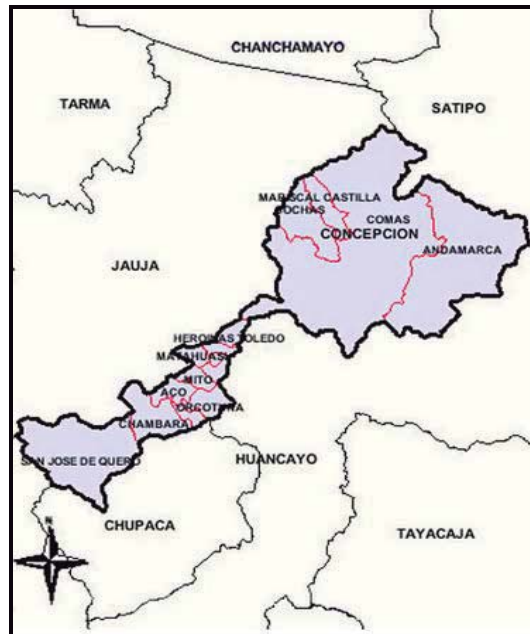 CHANCHAMAYO
TARMA
SATIPO
MARISCAL CASTILLA
COCHAS
COMAS
CONCEPCION
ANDAMARCA
JAUJA
HEROINAS TOLEDO
MATAHUASI
MITO
ACO
ORCOTUNA
CHAMBARA
SAN JOSE DE QUERO
HUANCAYO
CHUPACA
TAYACAJA
N